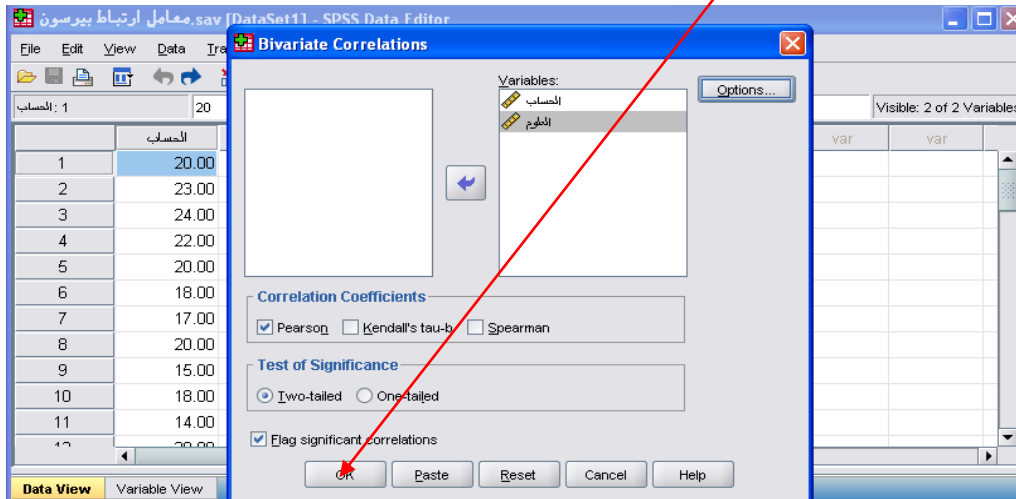 معامل ارتباط بيرسون.sav [DataSet1] - SPSS Data Editor
File Edit View Data Tra
1 : الحساب 20 Visible: 2 of 2 Variables
الحساب var var
1 20.00
2 23.00
3 24.00
4 22.00
5 20.00
6 18.00
7 17.00
8 20.00
9 15.00
10 18.00
11 14.00
Data View Variable View
Bivariate Correlations
Variables:
الحساب
العلوم
Options...
Correlation Coefficients
Pearson Kendall's tau-b Spearman
Test of Significance
Two-tailed One-tailed
Flag significant correlations
OK Paste Reset Cancel Help